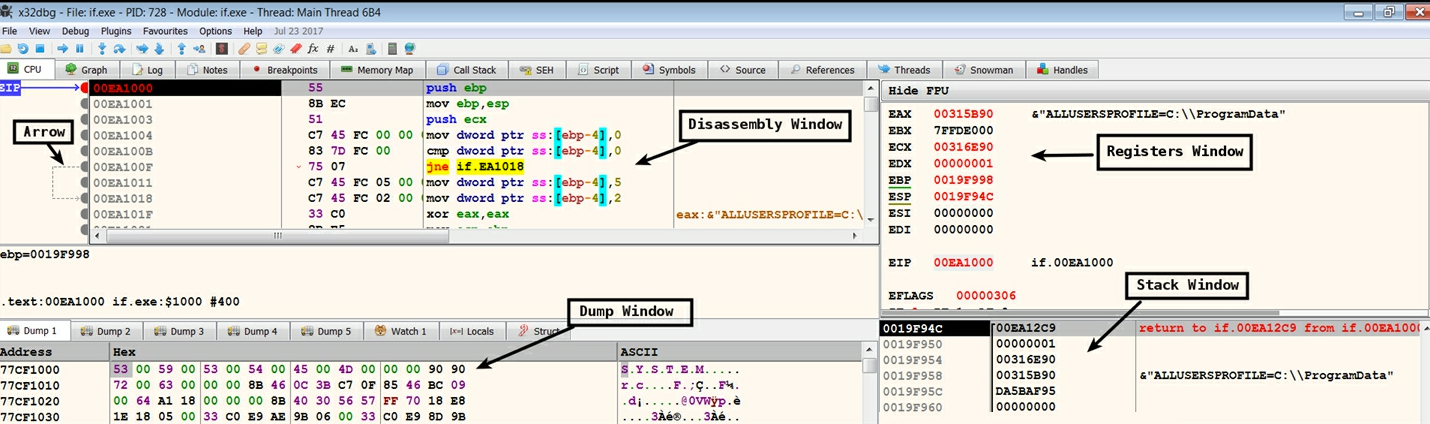 x32dbg - File: if.exe - PID: 728 - Module: if.exe - Thread: Main Thread 6B4
File View Debug Plugins Favourites Options Help Jul 23 2017
CPU Graph Log Notes Breakpoints Memory Map Call Stack SEH Script Symbols Source References Threads Snowman Handles
EIP 00EA1000 55 push ebp
00EA1001 8B EC mov ebp,esp
00EA1003 51 push ecx
00EA1004 C7 45 FC 00 00 mov dword ptr ss:[ebp-4],0
00EA100B 83 7D FC 00 cmp dword ptr ss:[ebp-4],0
00EA100F 75 07 jne if.EA1018
00EA1011 C7 45 FC 05 00 mov dword ptr ss:[ebp-4],5
00EA1018 C7 45 FC 02 00 mov dword ptr ss:[ebp-4],2
00EA101F 33 C0 xor eax,eax eax:&"ALLUSERSPROFILE=C:\
Arrow
Disassembly Window
ebp=0019F998
.text:00EA1000 if.exe:$1000 #400
Hide FPU
EAX 00315B90 &"ALLUSERSPROFILE=C:\\ProgramData"
EBX 7FFDE000
ECX 00316E90
EDX 00000001
EBP 0019F998
ESP 0019F94C
ESI 00000000
EDI 00000000
EIP 00EA1000 if.00EA1000
EFLAGS 00000306
Registers Window
Stack Window
Dump Window
Dump 1 Dump 2 Dump 3 Dump 4 Dump 5 Watch 1 Locals Struct
Address Hex ASCII
77CF1000 53 00 59 00 53 00 54 00 45 00 4D 00 00 00 90 90 S.Y.S.T.E.M.....
77CF1010 72 00 63 00 00 00 8B 46 0C 3B C7 0F 85 46 BC 09 r.c....F.;Ç..F¼.
77CF1020 00 64 A1 18 00 00 00 8B 40 30 56 57 FF 70 18 E8 .d¡.....@0VWÿp.è
77CF1030 1E 18 05 00 33 C0 E9 AE 9B 06 00 33 C0 E9 8D 9B ....3Àé®...3Àé..
0019F94C 00EA12C9 return to if.00EA12C9 from if.00EA1000
0019F950 00000001
0019F954 00316E90
0019F958 00315B90 &"ALLUSERSPROFILE=C:\\ProgramData"
0019F95C DA5BAF95
0019F960 00000000